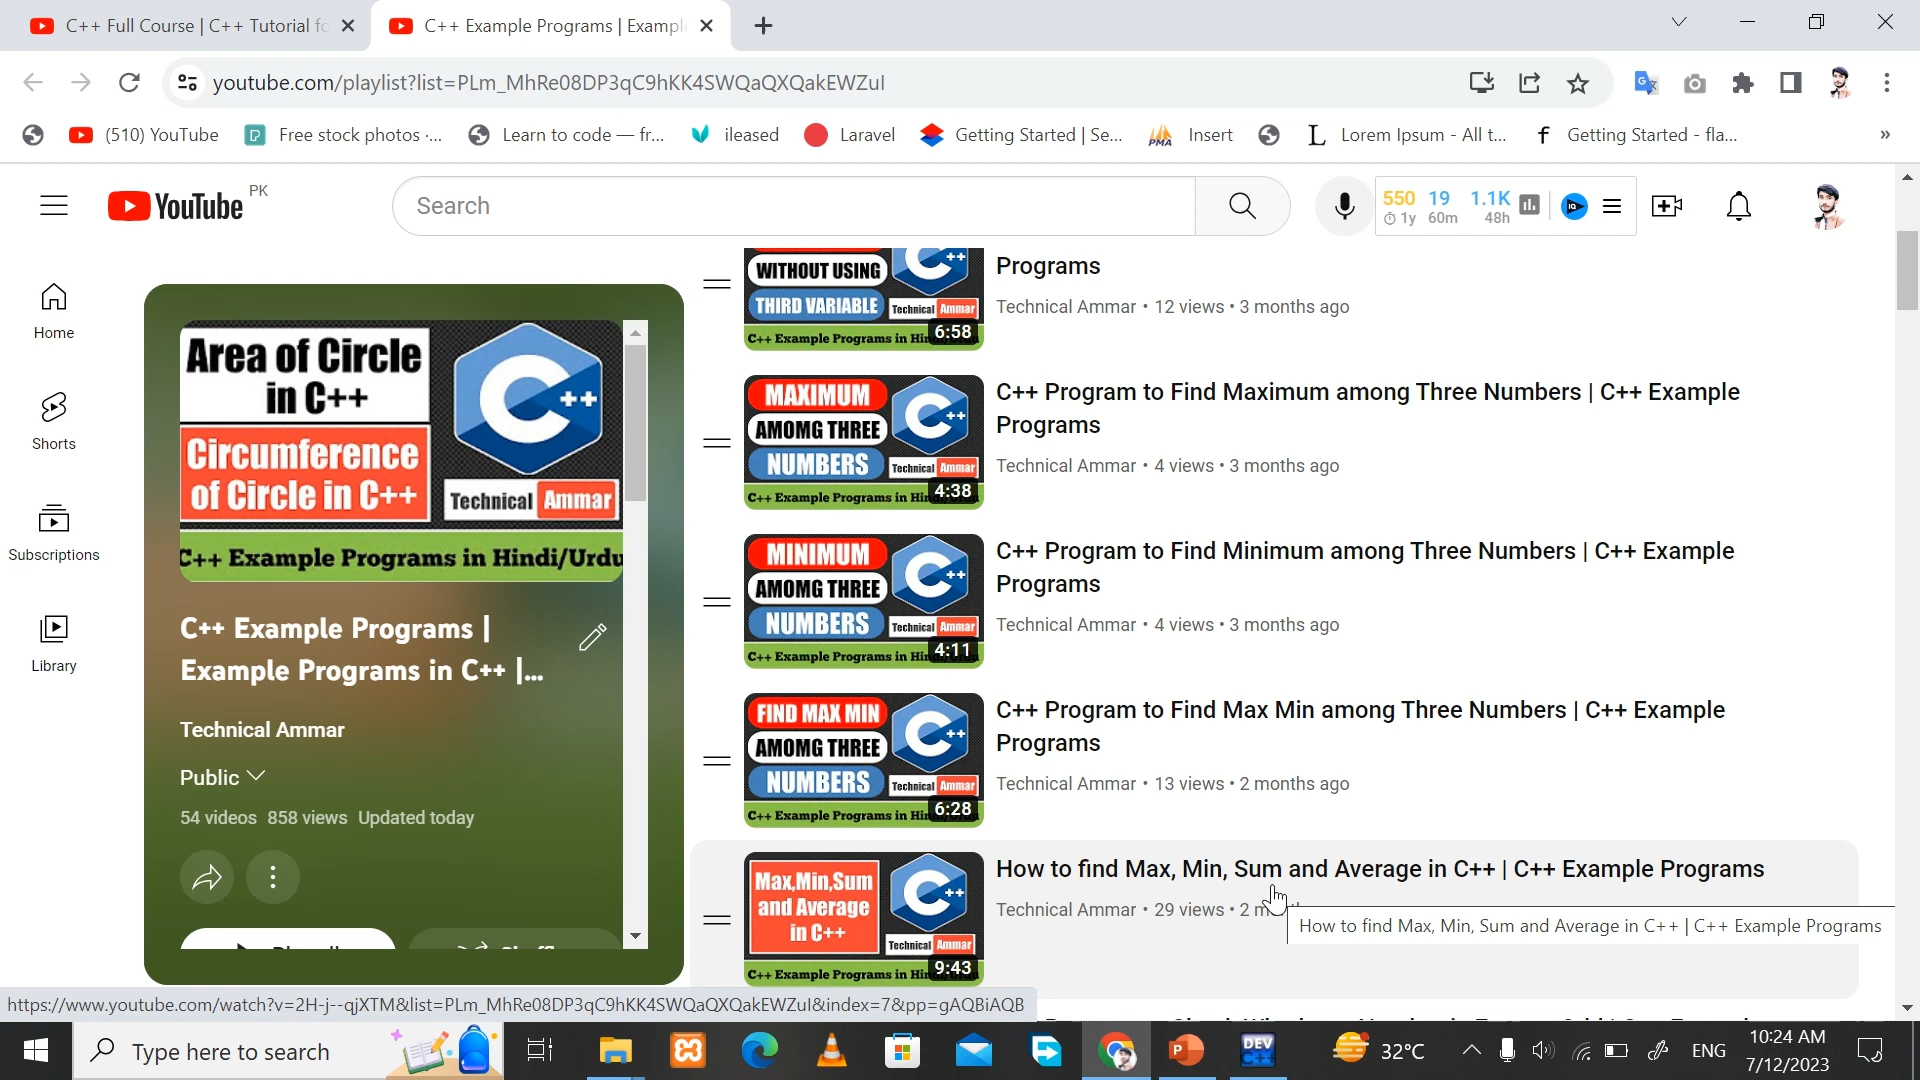 C++ Full Course | C++ Tutorial fo
C++ Example Programs | Exampl
youtube.com/playlist?list=PLm_MhRe08DP3qC9hKK4SWQaQXQakEWZuI
(510) YouTube
Free stock photos ·...
Learn to code — fr...
ileased
Laravel
Getting Started | Se...
Insert
Lorem Ipsum - All t...
Getting Started - fla...
YouTube PK
Search
550 19 1.1K
1y 60m 48h
Home
Shorts
Subscriptions
Library
Area of Circle
in C++
Circumference
of Circle in C++
Technical Ammar
C++ Example Programs in Hindi/Urdu
C++ Example Programs |
Example Programs in C++ |...
Technical Ammar
Public
54 videos 858 views Updated today
WITHOUT USING
THIRD VARIABLE
Technical Ammar
C++ Example Programs in Hin
6:58
Programs
Technical Ammar • 12 views • 3 months ago
MAXIMUM
AMOMG THREE
NUMBERS
Technical Ammar
C++ Example Programs in Hin
4:38
C++ Program to Find Maximum among Three Numbers | C++ Example
Programs
Technical Ammar • 4 views • 3 months ago
MINIMUM
AMOMG THREE
NUMBERS
Technical Ammar
C++ Example Programs in Hin
4:11
C++ Program to Find Minimum among Three Numbers | C++ Example
Programs
Technical Ammar • 4 views • 3 months ago
FIND MAX MIN
AMOMG THREE
NUMBERS
Technical Ammar
C++ Example Programs in Hin
6:28
C++ Program to Find Max Min among Three Numbers | C++ Example
Programs
Technical Ammar • 13 views • 2 months ago
Max,Min,Sum
and Average
in C++
Technical Ammar
C++ Example Programs in Hin
9:43
How to find Max, Min, Sum and Average in C++ | C++ Example Programs
Technical Ammar • 29 views • 2
How to find Max, Min, Sum and Average in C++ | C++ Example Programs
https://www.youtube.com/watch?v=2H-j--qjXTM&list=PLm_MhRe08DP3qC9hKK4SWQaQXQakEWZuI&index=7&pp=gAQBiAQB
Type here to search
DEV
C++
32°C
ENG
10:24 AM
7/12/2023